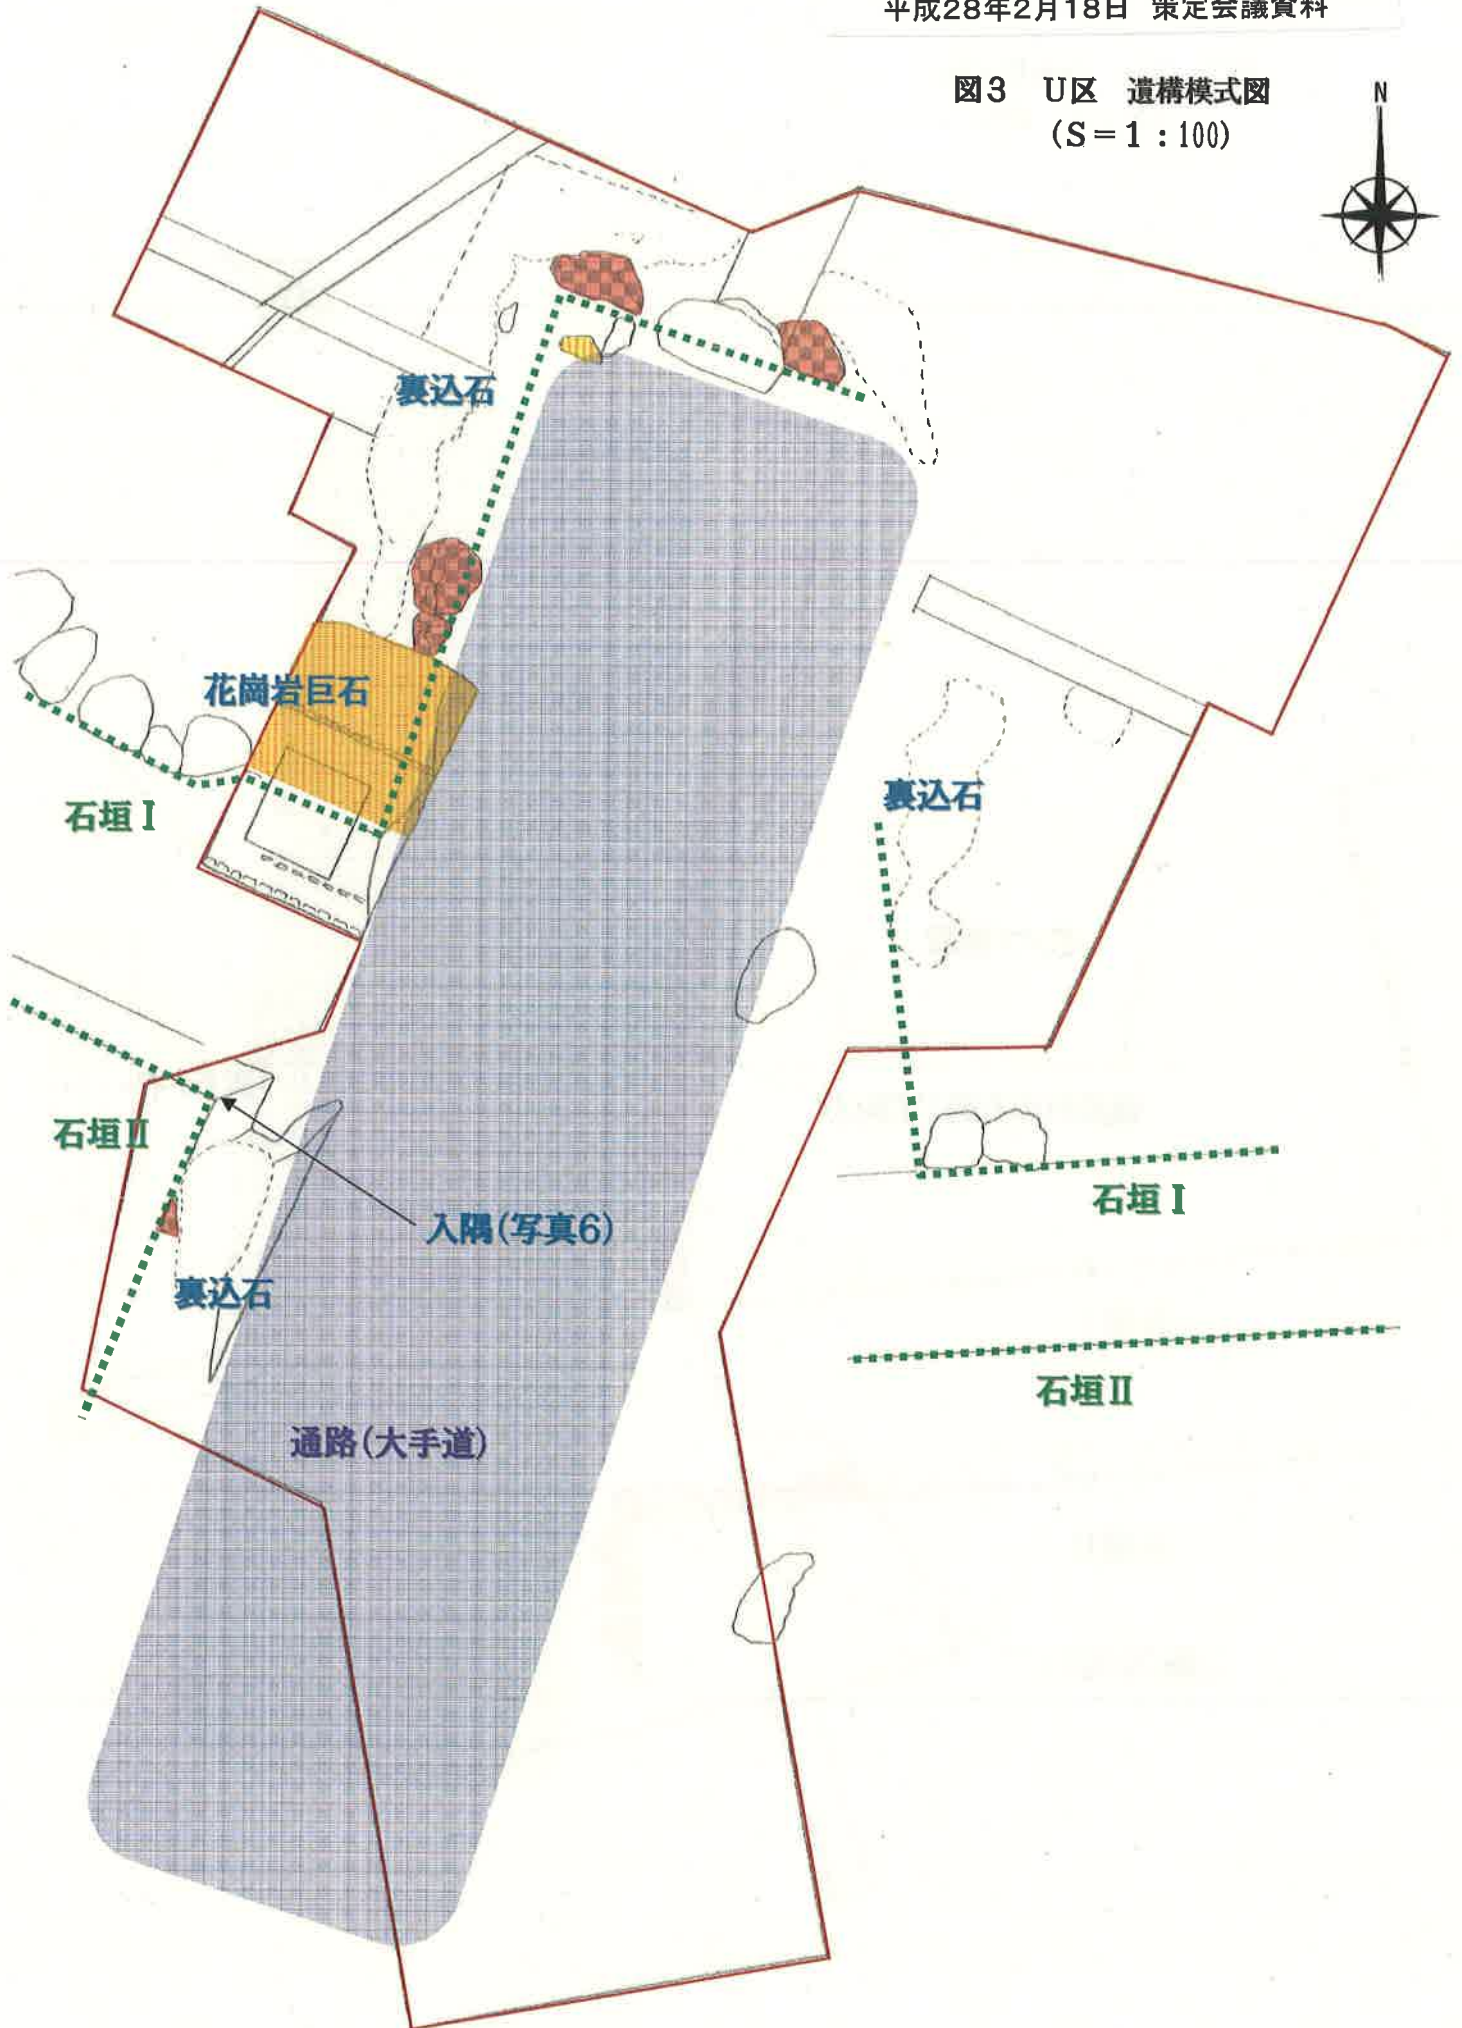 平成28年2月18日 策定会議資料
図3 U区 遺構模式図
(S=1:100)
N
裏込石
花崗岩巨石
石垣Ⅰ
裏込石
石垣Ⅱ
入隅(写真6)
石垣Ⅰ
裏込石
石垣Ⅱ
通路(大手道)